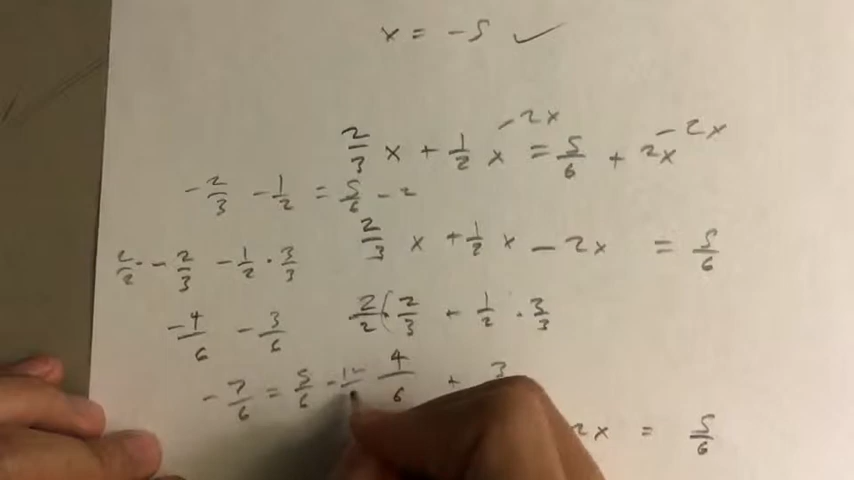 x = -5 ✓
-2x -2x
2/3 x + 1/2 x = 5/6 + 2x
-2/3 - 1/2 = 5/6 - 2
2/3 x + 1/2 x - 2x = 5/6
2/2 · -2/3 - 1/2 · 3/3
2/2 ( · 2/3 + 1/2 · 3/3
-4/6 - 3/6
4/6 + 3
-7/6 = 5/6 - 12
2x = 5/6